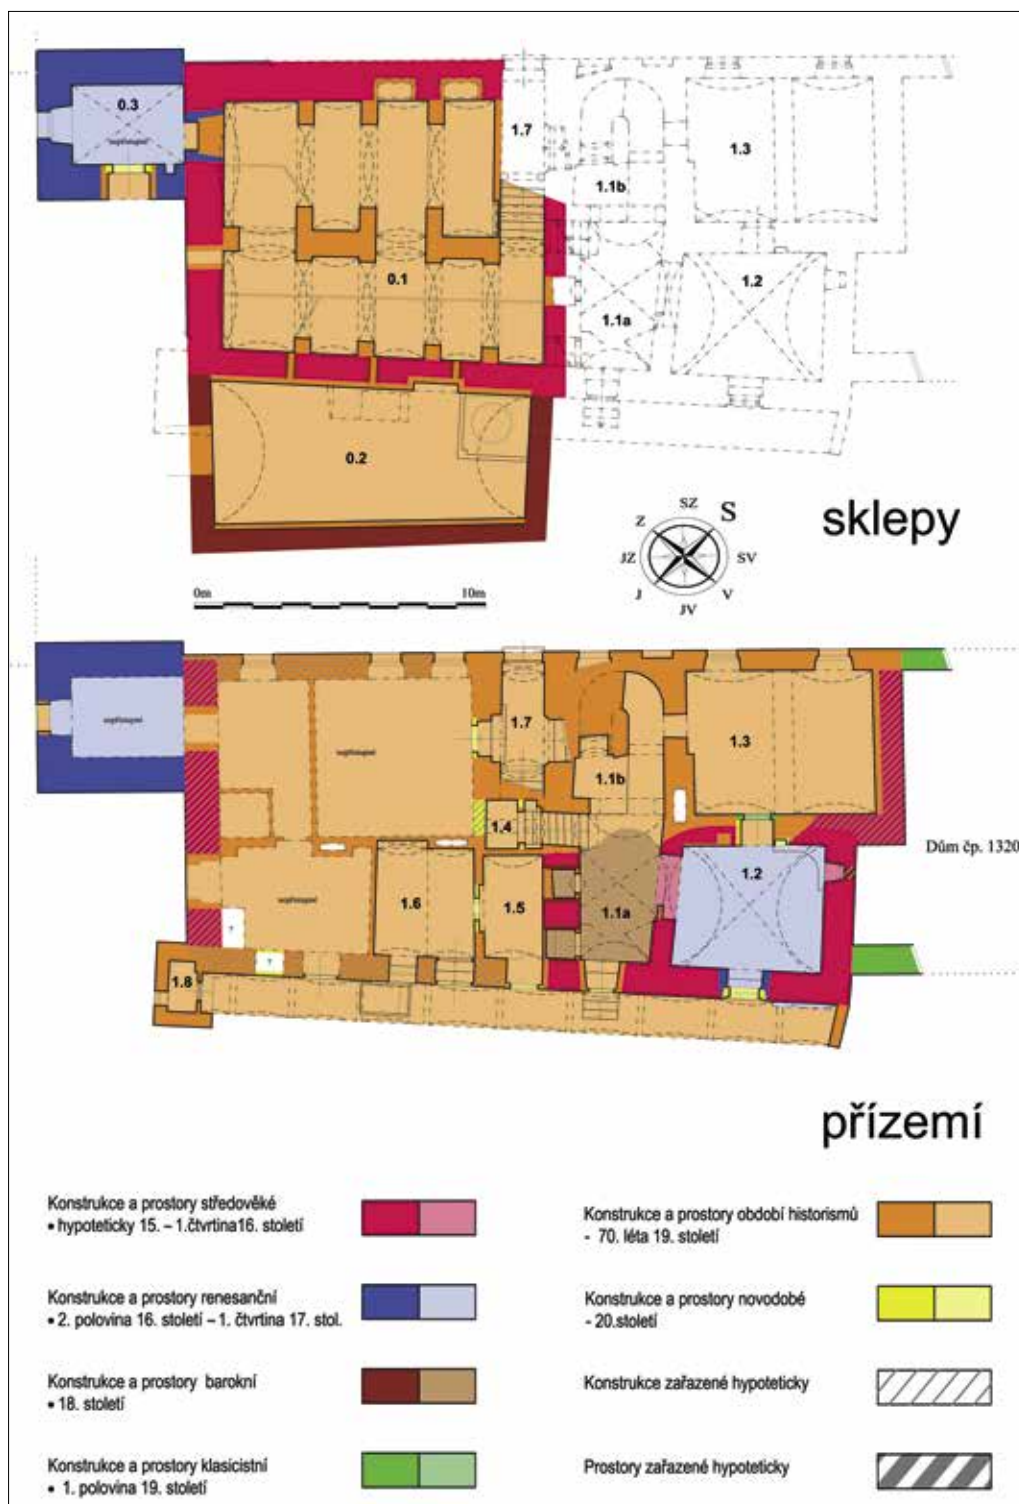 0.3
"nepřístupné"
1.7
1.3
1.1b
0.1
1.2
1.1a
0.2
sklepy
SZ
S
Z
JZ
SV
J
V
JV
0m
10m
nepřístupné
nepřístupné
nepřístupné
1.7
1.3
1.1b
1.4
Dům čp. 1320
1.2
1.6
1.5
1.1a
?
?
1.8
přízemí
Konstrukce a prostory středověké
• hypoteticky 15. – 1.čtvrtina16. století
Konstrukce a prostory renesanční
• 2. polovina 16. století – 1. čtvrtina 17. stol.
Konstrukce a prostory barokní
• 18. století
Konstrukce a prostory klasicistní
• 1. polovina 19. století
Konstrukce a prostory období historismů
- 70. léta 19. století
Konstrukce a prostory novodobé
- 20.století
Konstrukce zařazené hypoteticky
Prostory zařazené hypoteticky